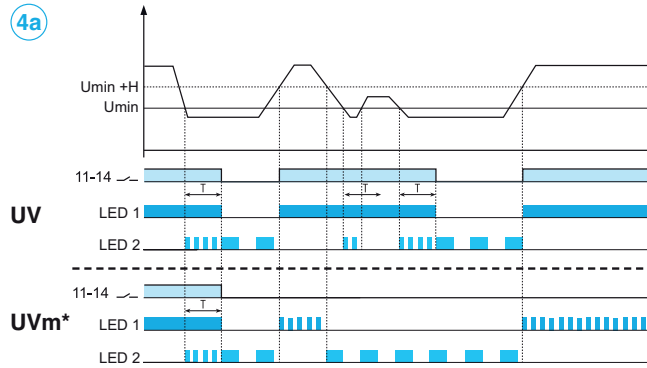 4a
Umin +H
Umin
11-14
T T T
UV LED 1
LED 2
11-14
T
UVm* LED 1
LED 2